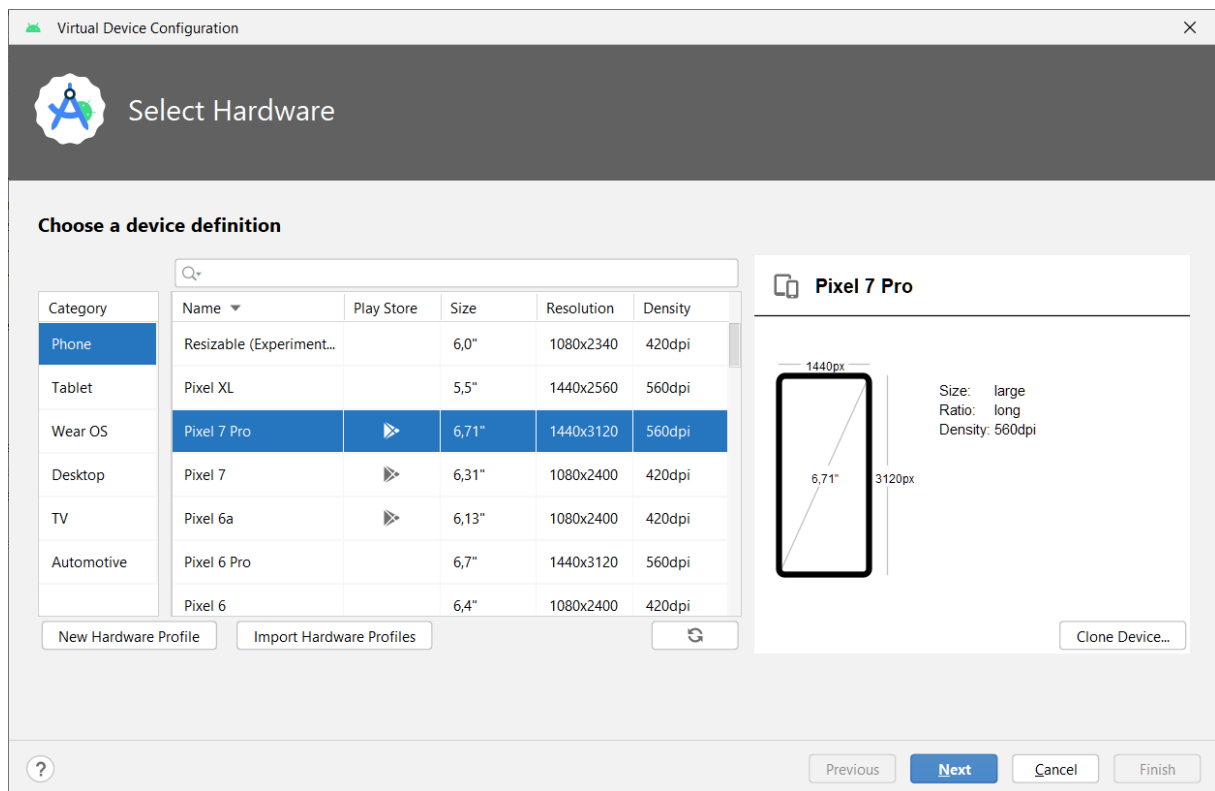 Virtual Device Configuration
Select Hardware
Choose a device definition
Category
Phone
Tablet
Wear OS
Desktop
TV
Automotive
Name Play Store Size Resolution Density
Resizable (Experiment... 6,0" 1080x2340 420dpi
Pixel XL 5,5" 1440x2560 560dpi
Pixel 7 Pro 6,71" 1440x3120 560dpi
Pixel 7 6,31" 1080x2400 420dpi
Pixel 6a 6,13" 1080x2400 420dpi
Pixel 6 Pro 6,7" 1440x3120 560dpi
Pixel 6 6,4" 1080x2400 420dpi
New Hardware Profile Import Hardware Profiles
Pixel 7 Pro
1440px
6,71" 3120px
Size: large
Ratio: long
Density: 560dpi
Clone Device...
? Previous Next Cancel Finish